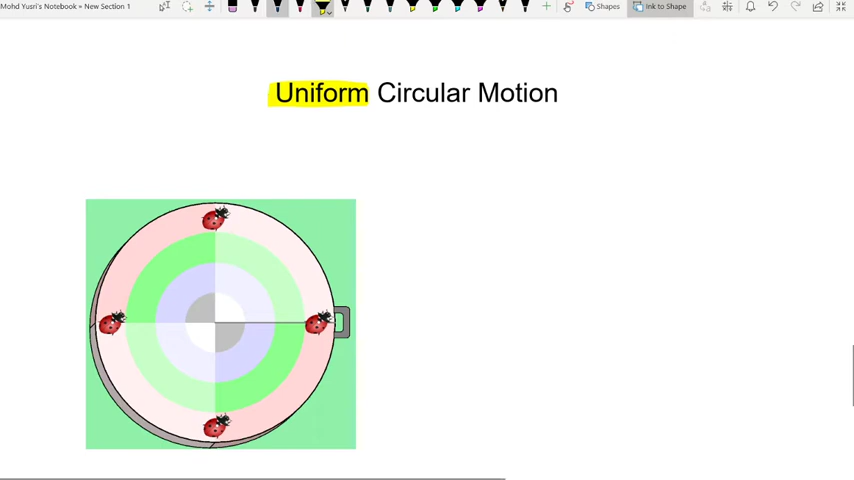 Mohd Yusri's Notebook » New Section 1
Shapes
Ink to Shape
Uniform Circular Motion